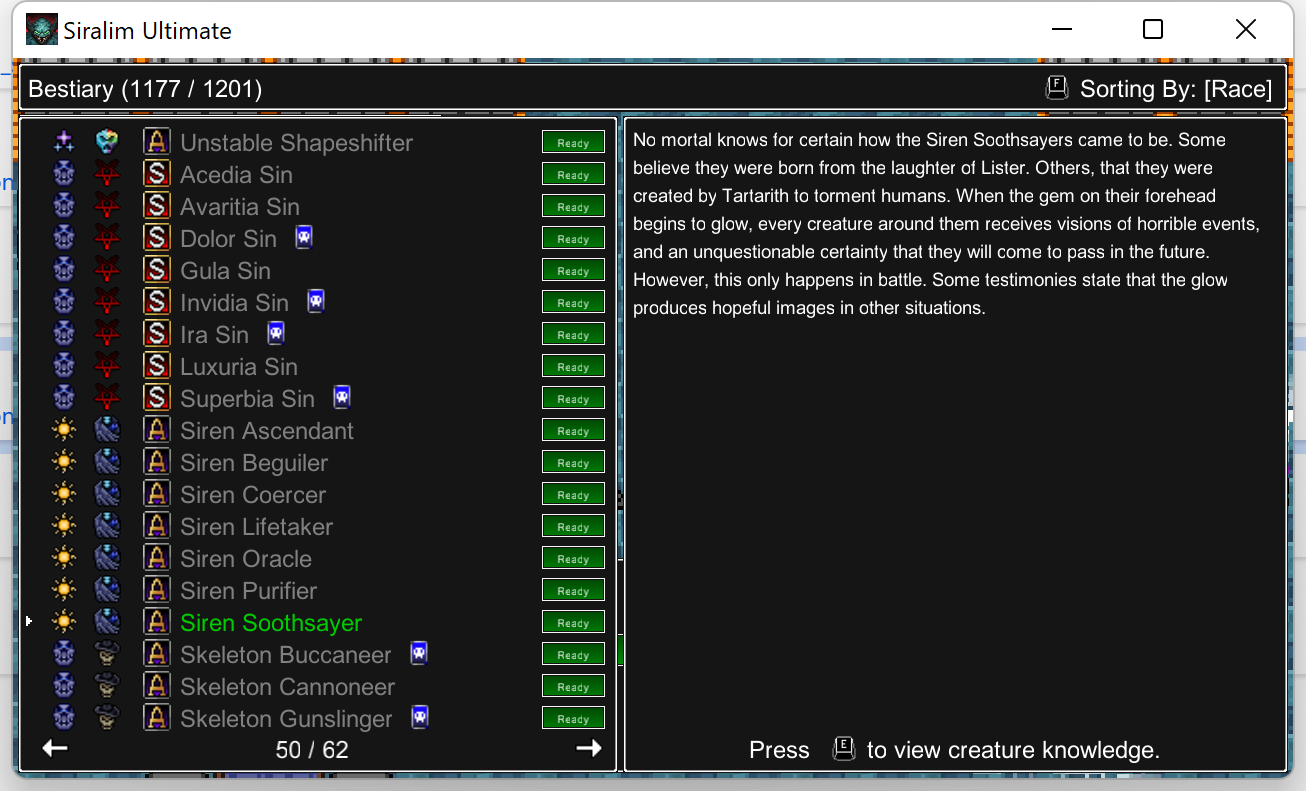 Siralim Ultimate
Bestiary (1177 / 1201)
F Sorting By: [Race]
A Unstable Shapeshifter Ready
S Acedia Sin Ready
S Avaritia Sin Ready
S Dolor Sin Ready
S Gula Sin Ready
S Invidia Sin Ready
S Ira Sin Ready
S Luxuria Sin Ready
S Superbia Sin Ready
A Siren Ascendant Ready
A Siren Beguiler Ready
A Siren Coercer Ready
A Siren Lifetaker Ready
A Siren Oracle Ready
A Siren Purifier Ready
A Siren Soothsayer Ready
A Skeleton Buccaneer Ready
A Skeleton Cannoneer Ready
A Skeleton Gunslinger Ready
50 / 62
No mortal knows for certain how the Siren Soothsayers came to be. Some
believe they were born from the laughter of Lister. Others, that they were
created by Tartarith to torment humans. When the gem on their forehead
begins to glow, every creature around them receives visions of horrible events,
and an unquestionable certainty that they will come to pass in the future.
However, this only happens in battle. Some testimonies state that the glow
produces hopeful images in other situations.
Press E to view creature knowledge.